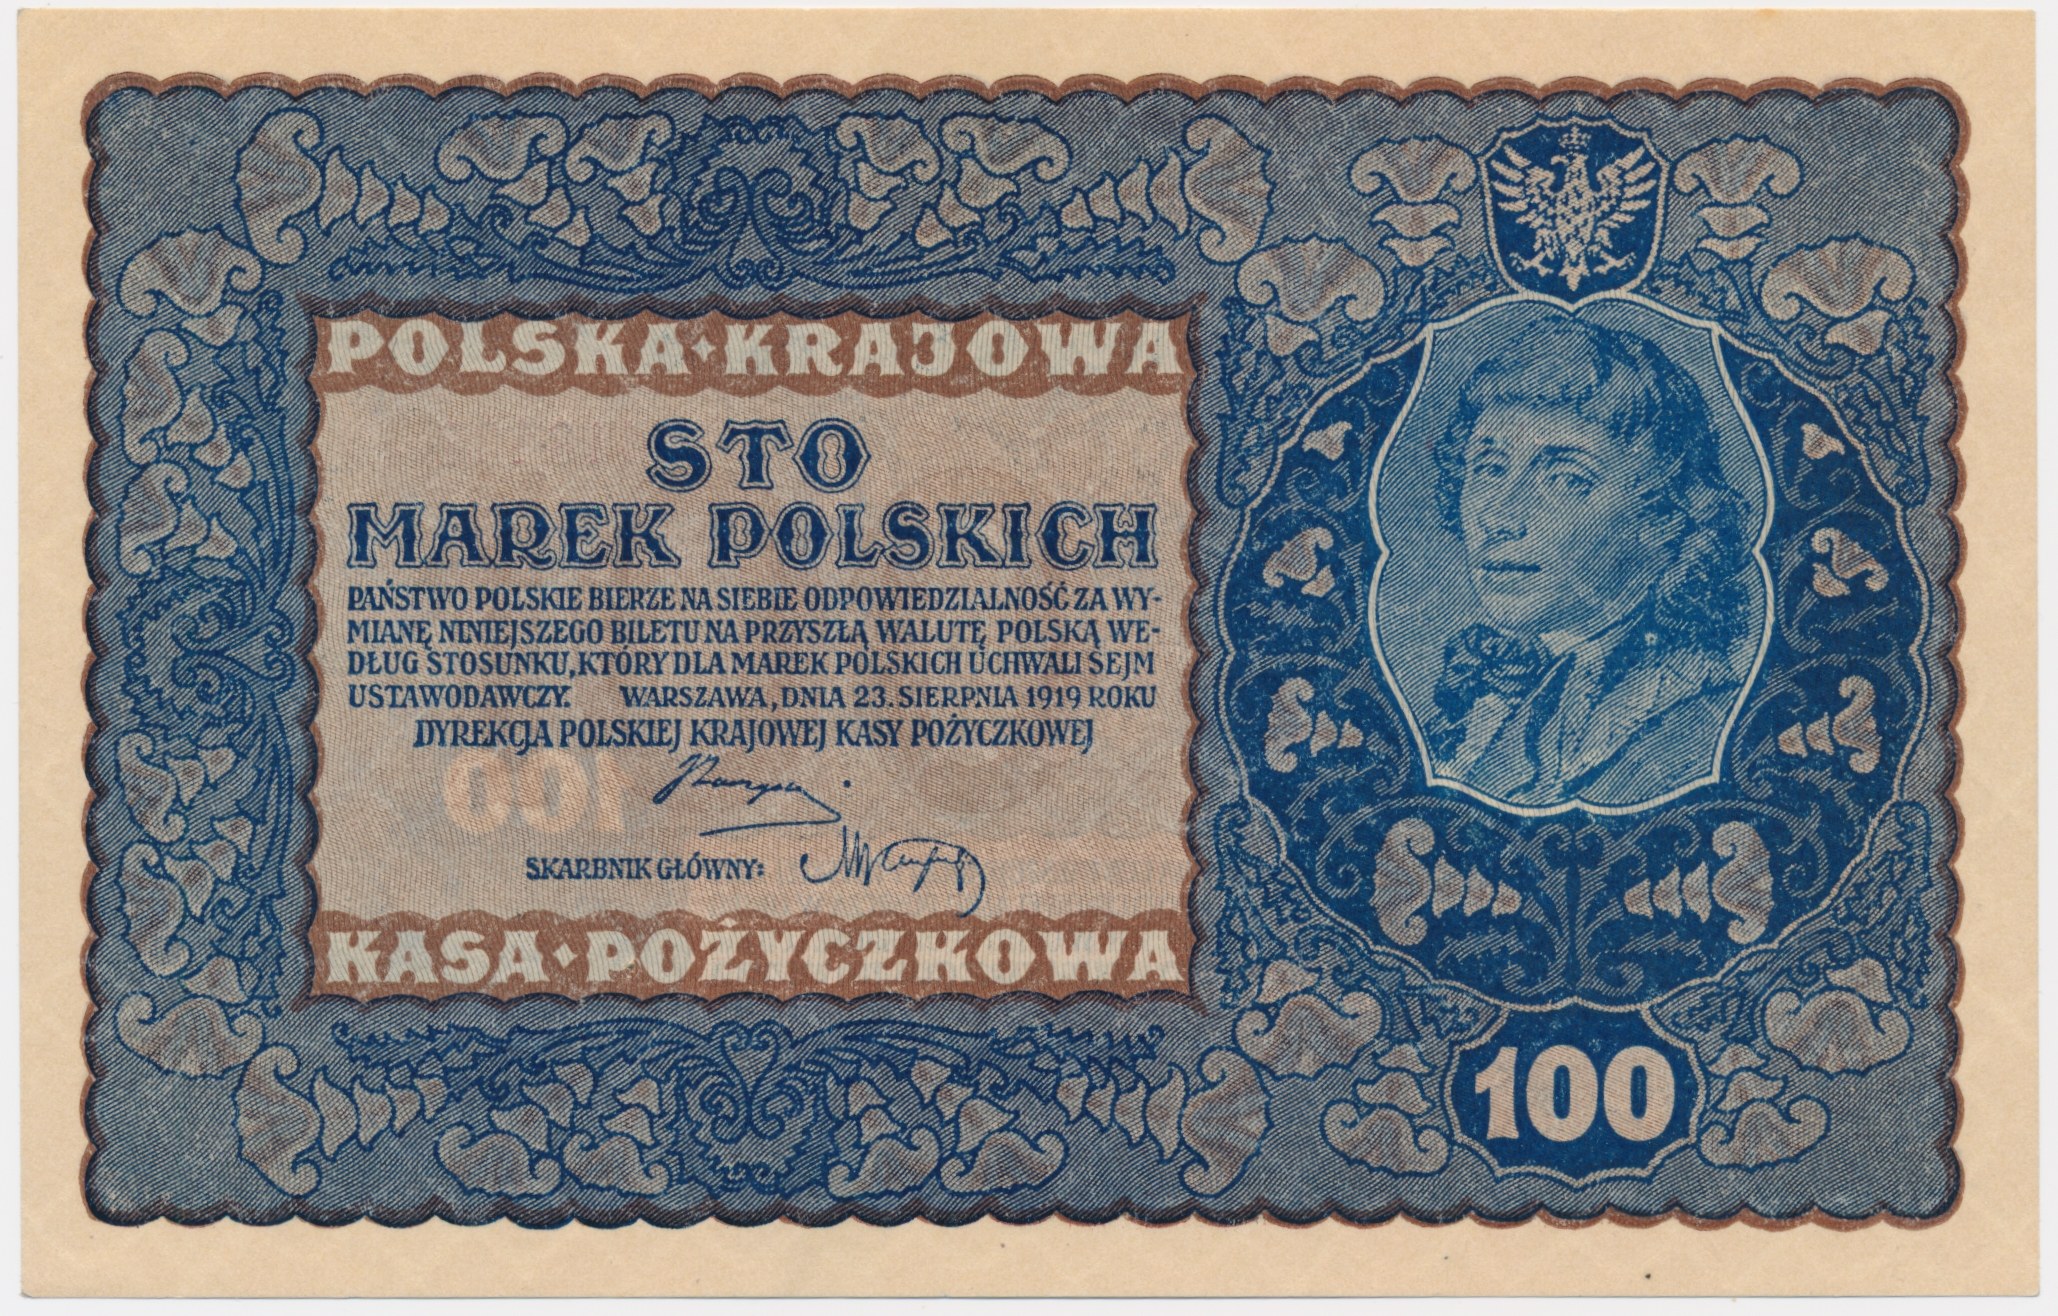 POLSKA KRAJOWA
STO
MAREK POLSKICH
PAŃSTWO POLSKIE BIERZE NA SIEBIE ODPOWIEDZIALNOŚĆ ZA WY-
MIANĘ NINIEJSZEGO BILETU NA PRZYSZŁĄ WALUTĘ POLSKĄ WE-
DŁUG STOSUNKU, KTÓRY DLA MAREK POLSKICH UCHWALI SEJM
USTAWODAWCZY. WARSZAWA, DNIA 23. SIERPNIA 1919 ROKU
DYREKCJA POLSKIEJ KRAJOWEJ KASY POŻYCZKOWEJ
SKARBNIK GŁÓWNY:
KASA POŻYCZKOWA
100